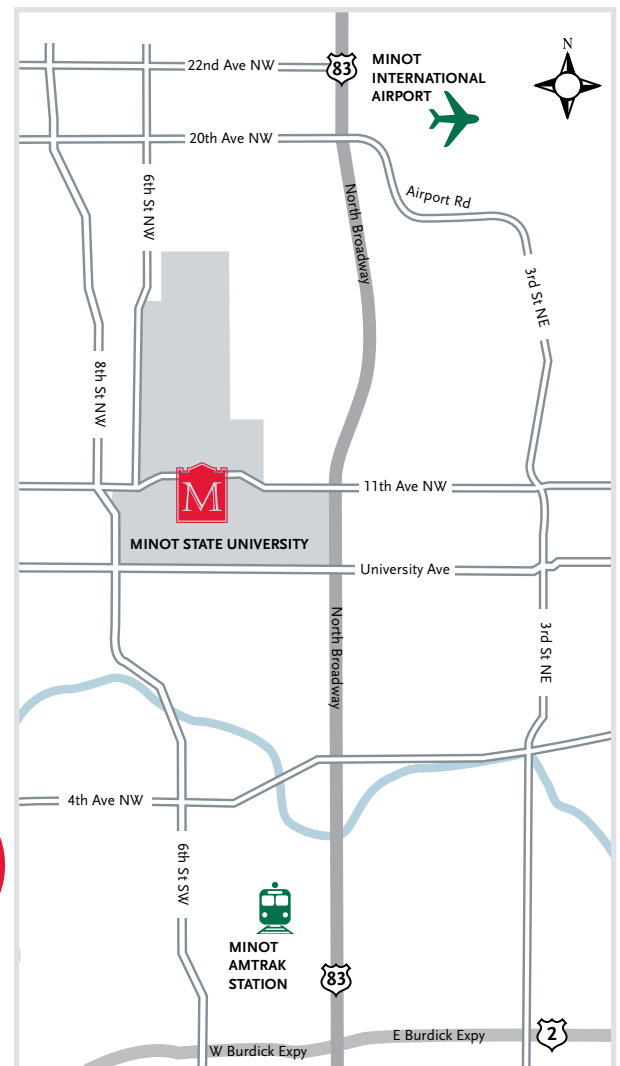 N
22nd Ave NW
83
MINOT
INTERNATIONAL
AIRPORT
20th Ave NW
6th St NW
North Broadway
Airport Rd
3rd St NE
8th St NW
M
11th Ave NW
MINOT STATE UNIVERSITY
University Ave
North Broadway
3rd St NE
4th Ave NW
6th St SW
MINOT
AMTRAK
STATION
83
E Burdick Expy
2
W Burdick Expy